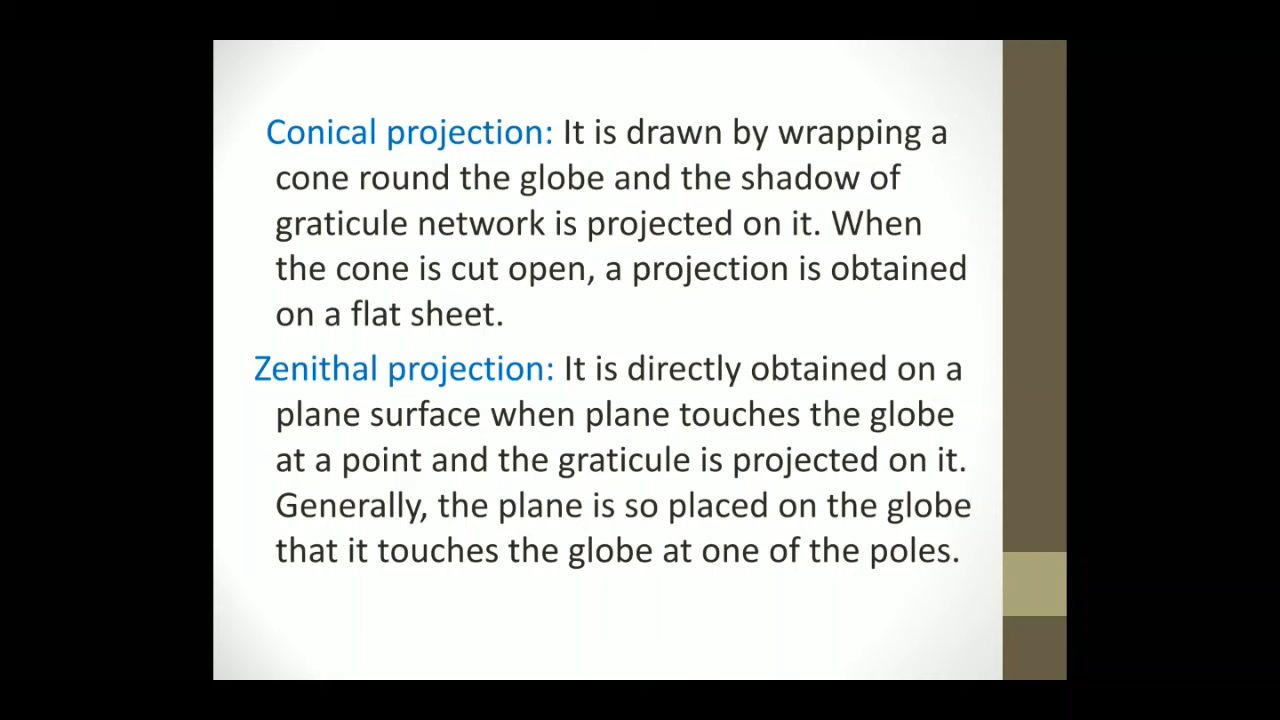 Conical projection: It is drawn by wrapping a
cone round the globe and the shadow of
graticule network is projected on it. When
the cone is cut open, a projection is obtained
on a flat sheet.
Zenithal projection: It is directly obtained on a
plane surface when plane touches the globe
at a point and the graticule is projected on it.
Generally, the plane is so placed on the globe
that it touches the globe at one of the poles.